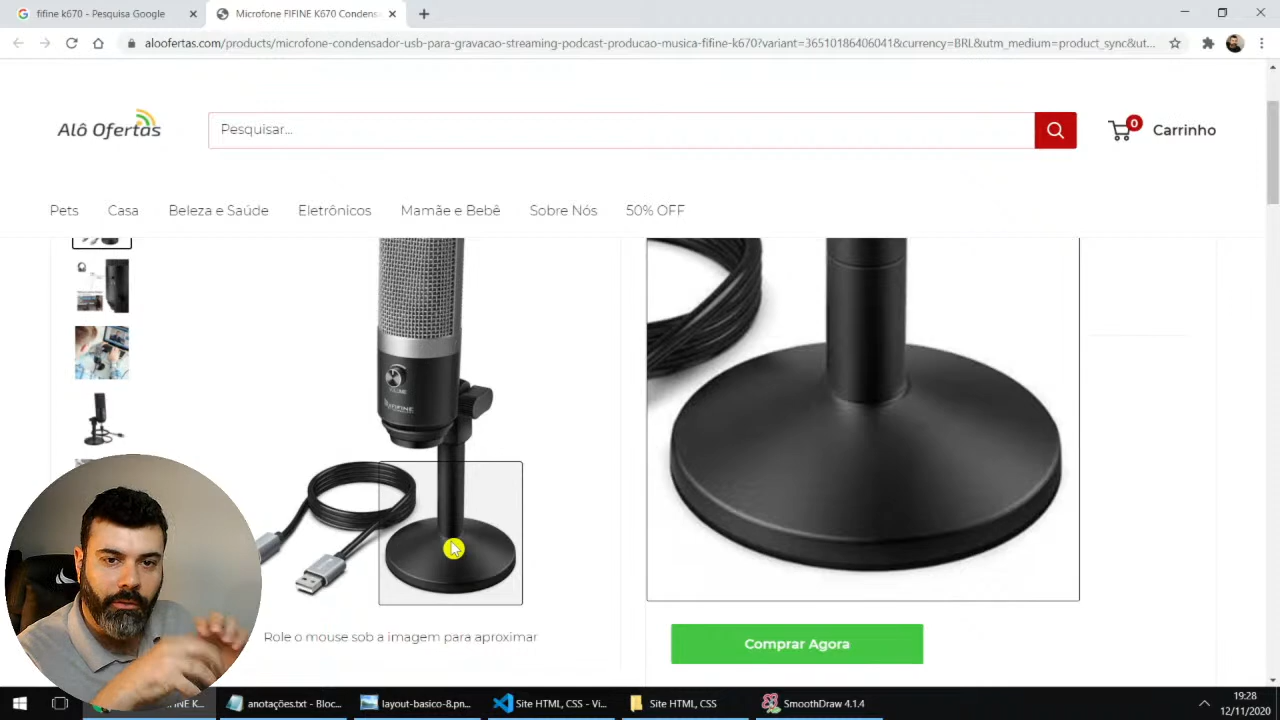 fifine k670 - Pesquisa Google
Microfone FIFINE K670 Condens
aloofertas.com/products/microfone-condensador-usb-para-gravacao-streaming-podcast-producao-musica-fifine-k670?variant=36510186406041&currency=BRL&utm_medium=product_sync&ut...
Alô Ofertas
Pesquisar...
0
Carrinho
Pets
Casa
Beleza e Saúde
Eletrônicos
Mamãe e Bebê
Sobre Nós
50% OFF
VOLUME
FIFINE
Role o mouse sob a imagem para aproximar
Comprar Agora
FINE K...
anotações.txt - Bloc...
layout-basico-8.pn...
Site HTML, CSS - Vi...
Site HTML, CSS
SmoothDraw 4.1.4
19:28
12/11/2020